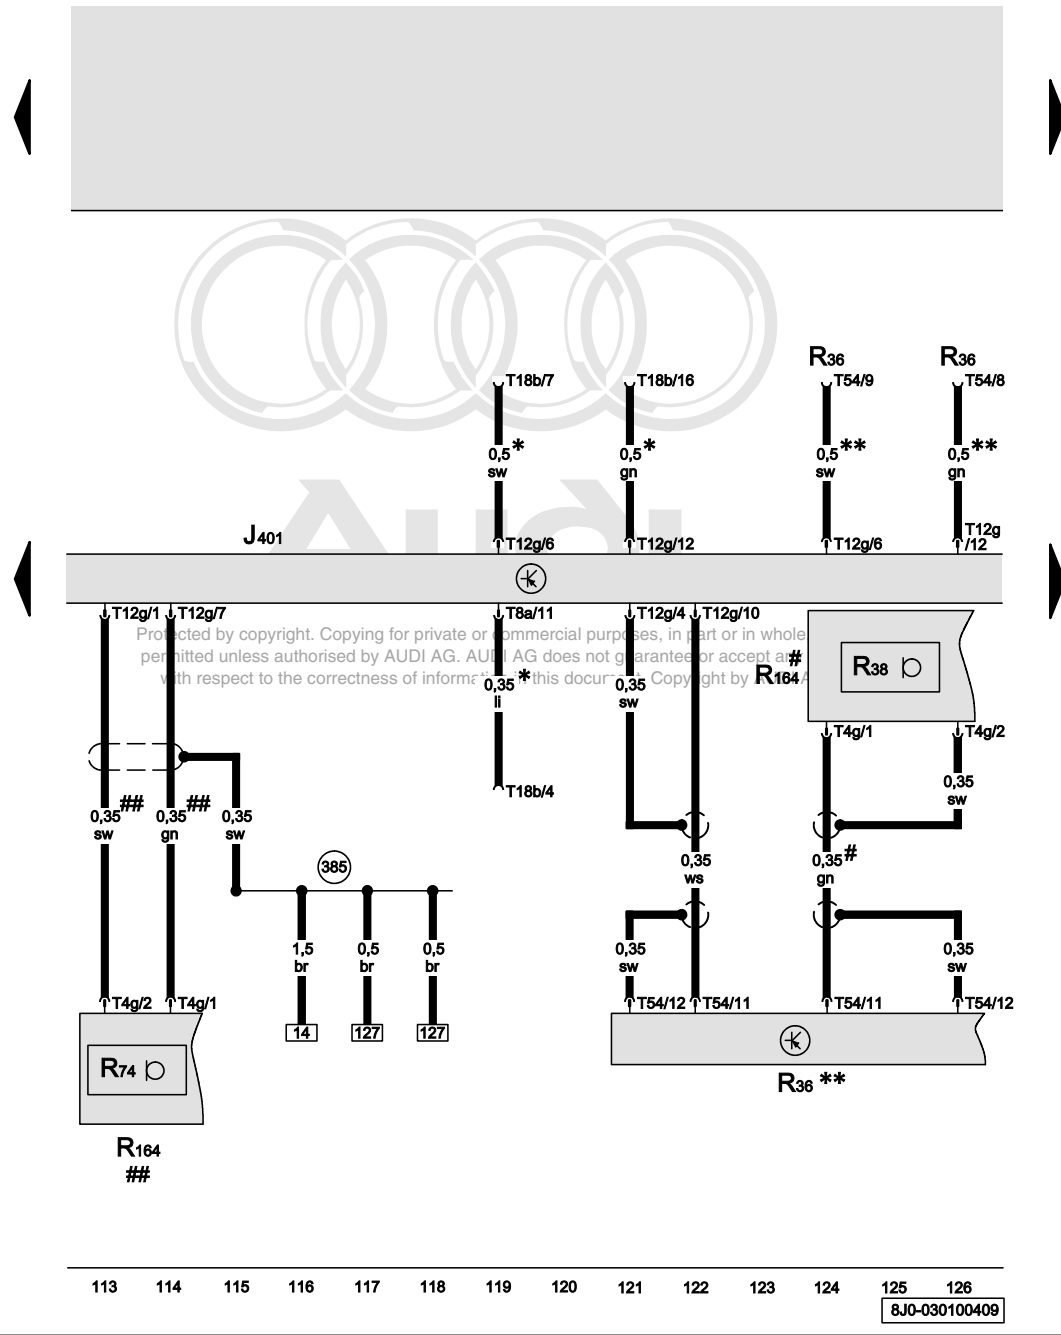 R36 R36
T18b/7 T18b/16 T54/9 T54/8
0,5 * 0,5 * 0,5 ** 0,5 **
sw gn sw gn
Audi
J401
T12g/6 T12g/12 T12g/6 T12g
/12
T12g/1 T12g/7 T8a/11 T12g/4 T12g/10
Protected by copyright. Copying for private or commercial purposes, in part or in whole
permitted unless authorised by AUDI AG. AUDI AG does not guarantee or accept
with respect to the correctness of information in this document. Copyright by
#
R164
R38
0,35 * 0,35
li sw
T4g/1 T4g/2
T18b/4
0,35
sw
0,35 ## 0,35 ## 0,35
sw gn sw
385
0,35 0,35 #
ws gn
1,5 0,5 0,5 0,35 0,35
br br br sw sw
T4g/2 T4g/1 T54/12 T54/11 T54/11 T54/12
14 127 127
R74
R36 **
R164
##
113 114 115 116 117 118 119 120 121 122 123 124 125 126
8J0-030100409